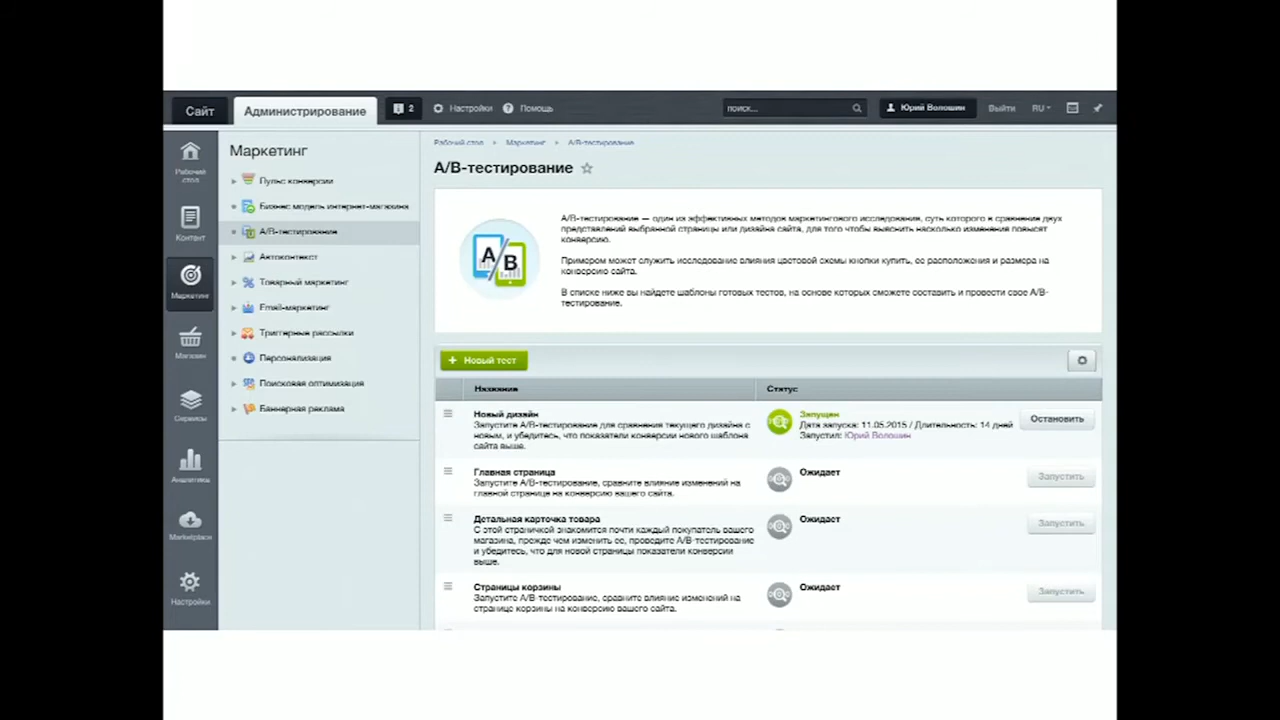 Сайт
Администрирование
2
Настройки
Помощь
поиск...
Юрий Волошин
Выйти
RU
Рабочий стол
Контент
Маркетинг
Магазин
Сервисы
Аналитика
Marketplace
Настройки
Маркетинг
Пульс конверсии
Бизнес модель интернет-магазина
A/B-тестирование
Автоконтекст
Товарный маркетинг
Email-маркетинг
Триггерные рассылки
Персонализация
Поисковая оптимизация
Баннерная реклама
Рабочий стол
Маркетинг
A/B-тестирование
A/B-тестирование
A/B
A/B-тестирование — один из эффективных методов маркетингового исследования, суть которого в сравнение двух
представлений выбранной страницы или дизайна сайта, для того чтобы выяснить насколько изменения повысят
конверсию.
Примером может служить исследование влияния цветовой схемы кнопки купить, ее расположения и размера на
конверсию сайта.
В списке ниже вы найдете шаблоны готовых тестов, на основе которых сможете составить и провести свое A/B-
тестирование.
+ Новый тест
Название
Статус
Новый дизайн
Запустите A/B-тестирование для сравнения текущего дизайна с
новым, и убедитесь, что показатели конверсии нового шаблона
сайта выше.
Запущен
Дата запуска: 11.05.2015 / Длительность: 14 дней
Запустил: Юрий Волошин
Остановить
Главная страница
Запустите A/B-тестирование, сравните влияние изменений на
главной странице на конверсию вашего сайта.
Ожидает
Запустить
Детальная карточка товара
С этой страничкой знакомится почти каждый покупатель вашего
магазина, прежде чем изменить ее, проведите A/B-тестирование
и убедитесь, что для новой страницы показатели конверсии
выше.
Ожидает
Запустить
Страницы корзины
Запустите A/B-тестирование, сравните влияние изменений на
странице корзины на конверсию вашего сайта.
Ожидает
Запустить